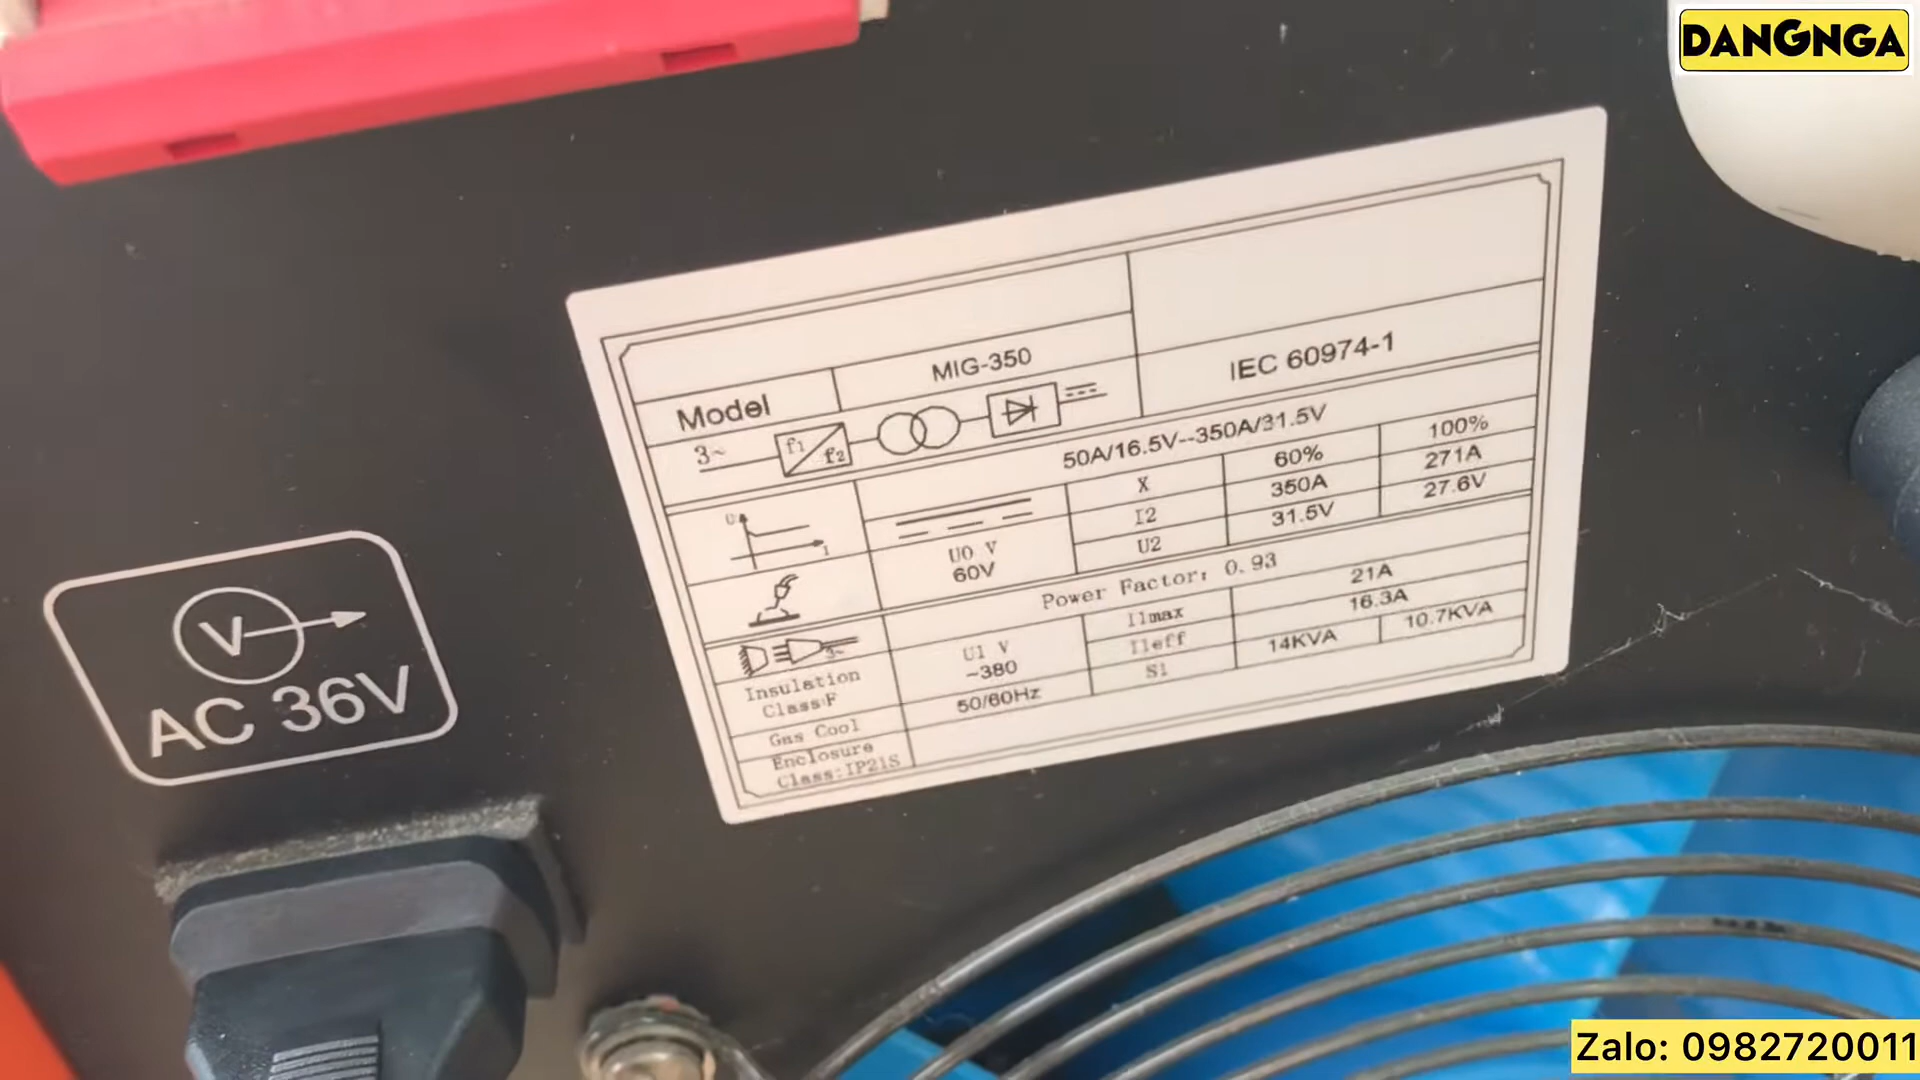 DANGNGA
Model MIG-350
IEC 60974-1
3~ f1 f2
50A/16.5V--350A/31.5V
X 60% 100%
I2 350A 271A
U2 31.5V 27.6V
U0 V
60V
Power Factor: 0.93
U1 V
~380
50/60Hz
I1max 21A
I1eff 16.3A
S1 14KVA 10.7KVA
3~
Insulation
Class:F
Gas Cool
Enclosure
Class:IP21S
V
AC 36V
Zalo: 0982720011